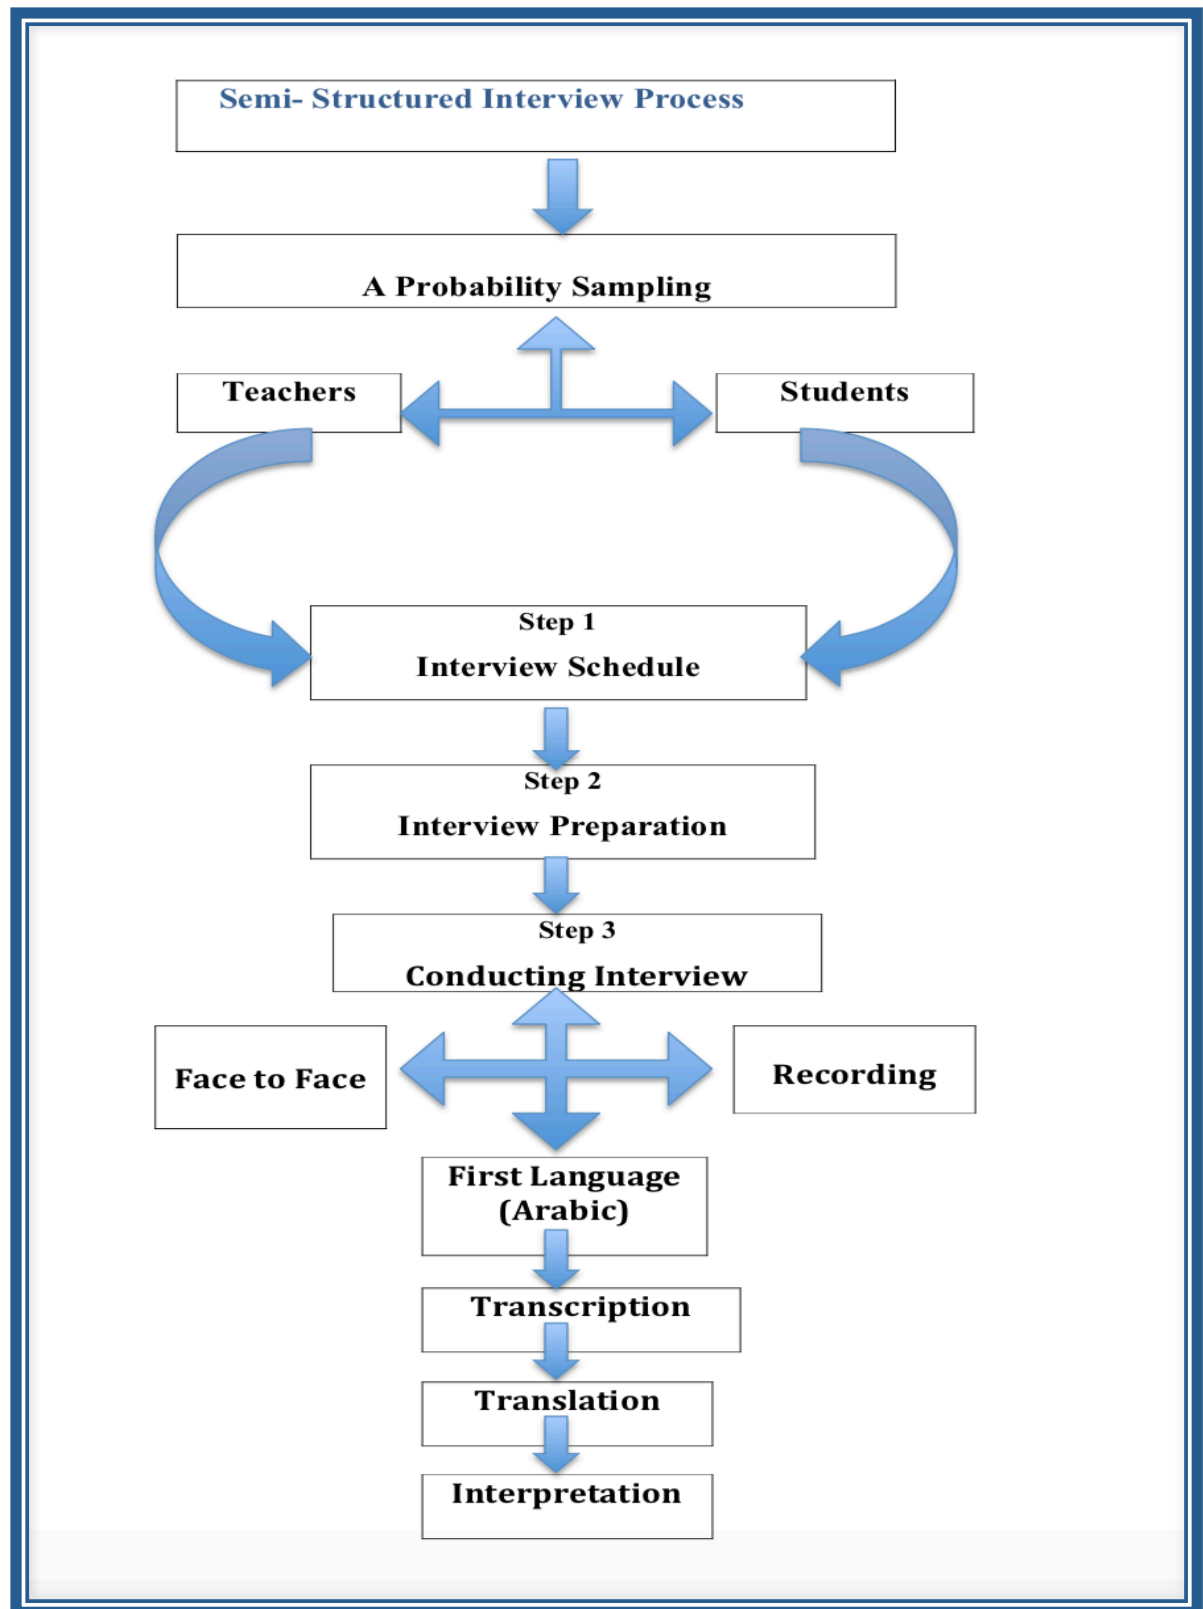 Semi- Structured Interview Process
A Probability Sampling
Teachers
Students
Step 1
Interview Schedule
Step 2
Interview Preparation
Step 3
Conducting Interview
Face to Face
Recording
First Language
(Arabic)
Transcription
Translation
Interpretation